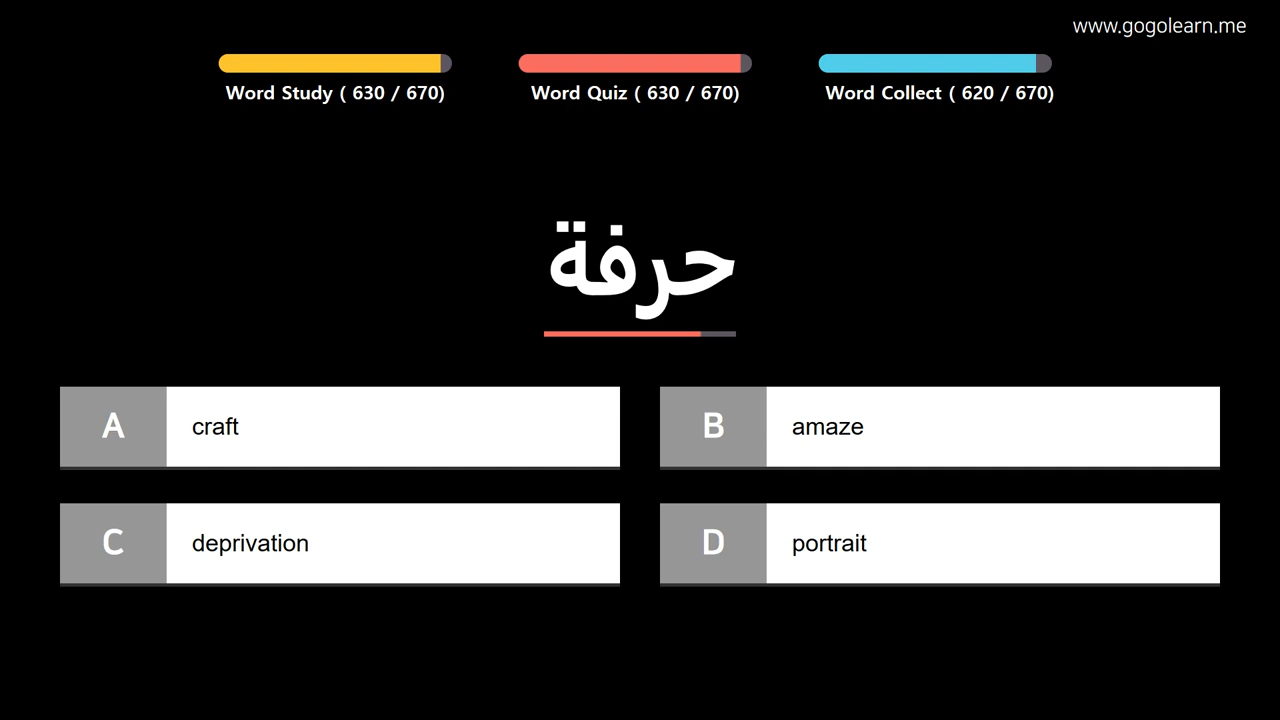 www.gogolearn.me
Word Study ( 630 / 670)
Word Quiz ( 630 / 670)
Word Collect ( 620 / 670)
حرفة
A craft
B amaze
C deprivation
D portrait